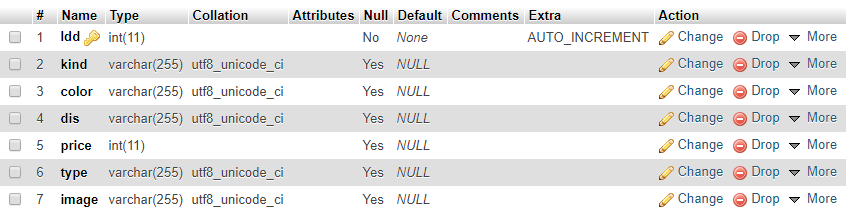 # Name Type Collation Attributes Null Default Comments Extra Action
1 Idd int(11) No None AUTO_INCREMENT Change Drop More
2 kind varchar(255) utf8_unicode_ci Yes NULL Change Drop More
3 color varchar(255) utf8_unicode_ci Yes NULL Change Drop More
4 dis varchar(255) utf8_unicode_ci Yes NULL Change Drop More
5 price int(11) Yes NULL Change Drop More
6 type varchar(255) utf8_unicode_ci Yes NULL Change Drop More
7 image varchar(255) utf8_unicode_ci Yes NULL Change Drop More